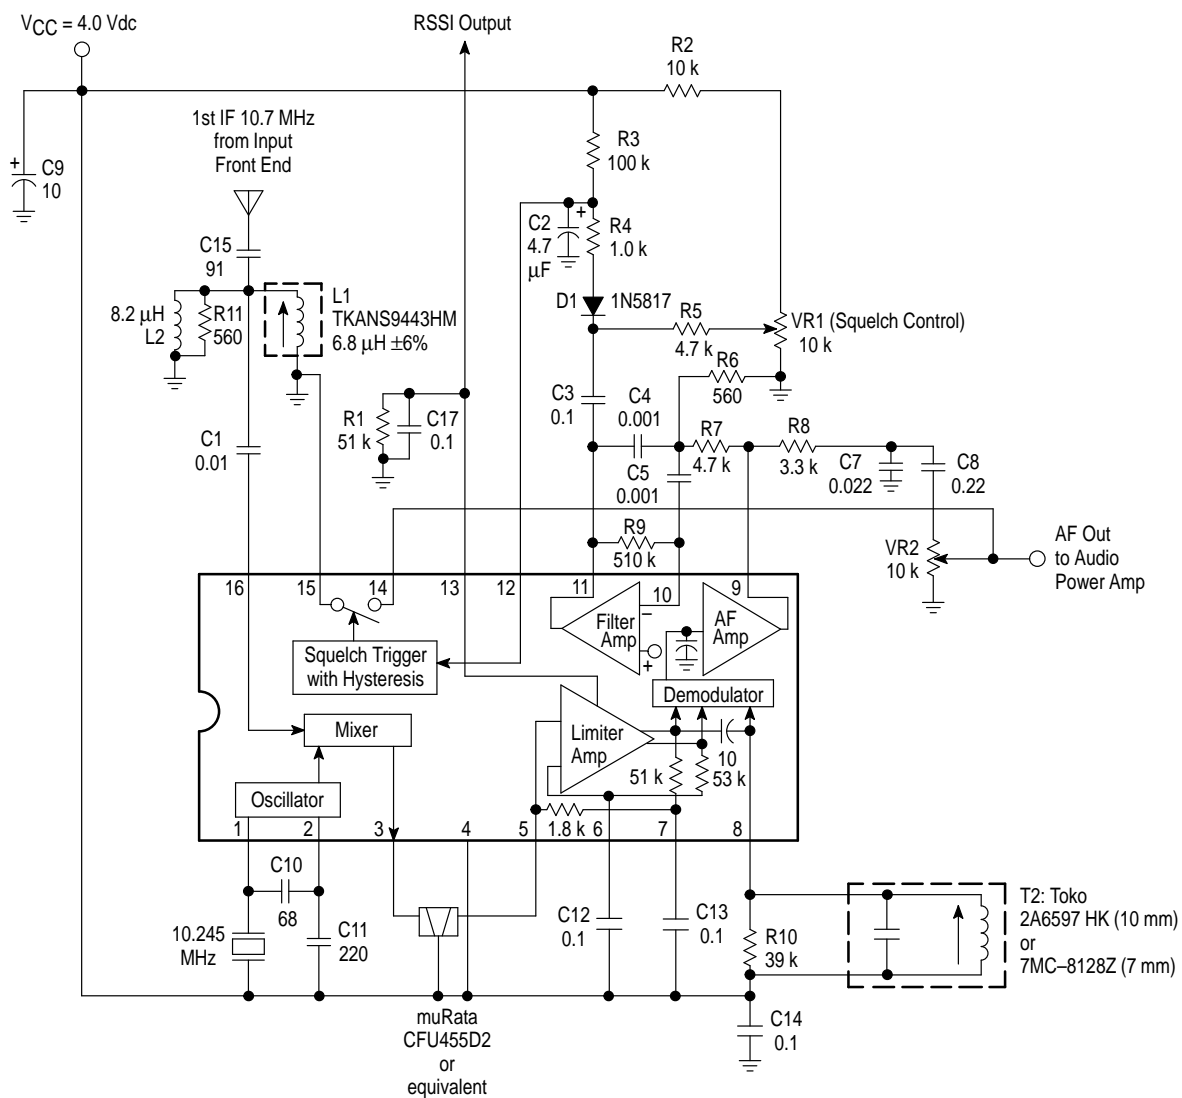 VCC = 4.0 Vdc
RSSI Output
R2
10 k
1st IF 10.7 MHz
from Input
Front End
R3
100 k
+
C9
10
C2
4.7
µF
+
R4
1.0 k
C15
91
D1
1N5817
L1
TKANS9443HM
6.8 µH ±6%
8.2 µH
L2
R11
560
R5
4.7 k
VR1 (Squelch Control)
10 k
R6
560
C3
0.1
C4
0.001
R1
51 k
C17
0.1
R7
4.7 k
R8
3.3 k
C1
0.01
C5
0.001
C7
0.022
C8
0.22
R9
510 k
VR2
10 k
AF Out
to Audio
Power Amp
16
15
14
13
12
11
10
9
Filter
Amp
–
+
AF
Amp
Squelch Trigger
with Hysteresis
Demodulator
Mixer
Limiter
Amp
10
51 k
53 k
Oscillator
1.8 k
1
2
3
4
5
6
7
8
C10
68
C11
220
10.245
MHz
C12
0.1
C13
0.1
R10
39 k
T2: Toko
2A6597 HK (10 mm)
or
7MC–8128Z (7 mm)
C14
0.1
muRata
CFU455D2
or
equivalent